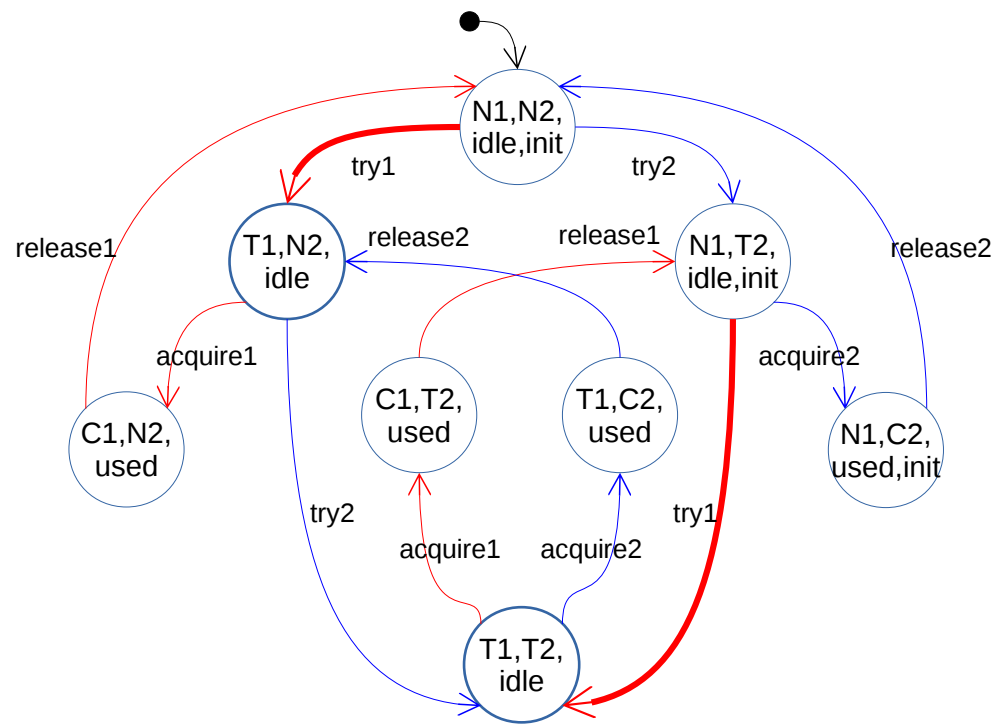 N1,N2,
idle,init
try1
try2
release1
T1,N2,
idle
release2
release1
N1,T2,
idle,init
release2
acquire1
acquire2
C1,N2,
used
C1,T2,
used
T1,C2,
used
N1,C2,
used,init
try2
try1
acquire1
acquire2
T1,T2,
idle